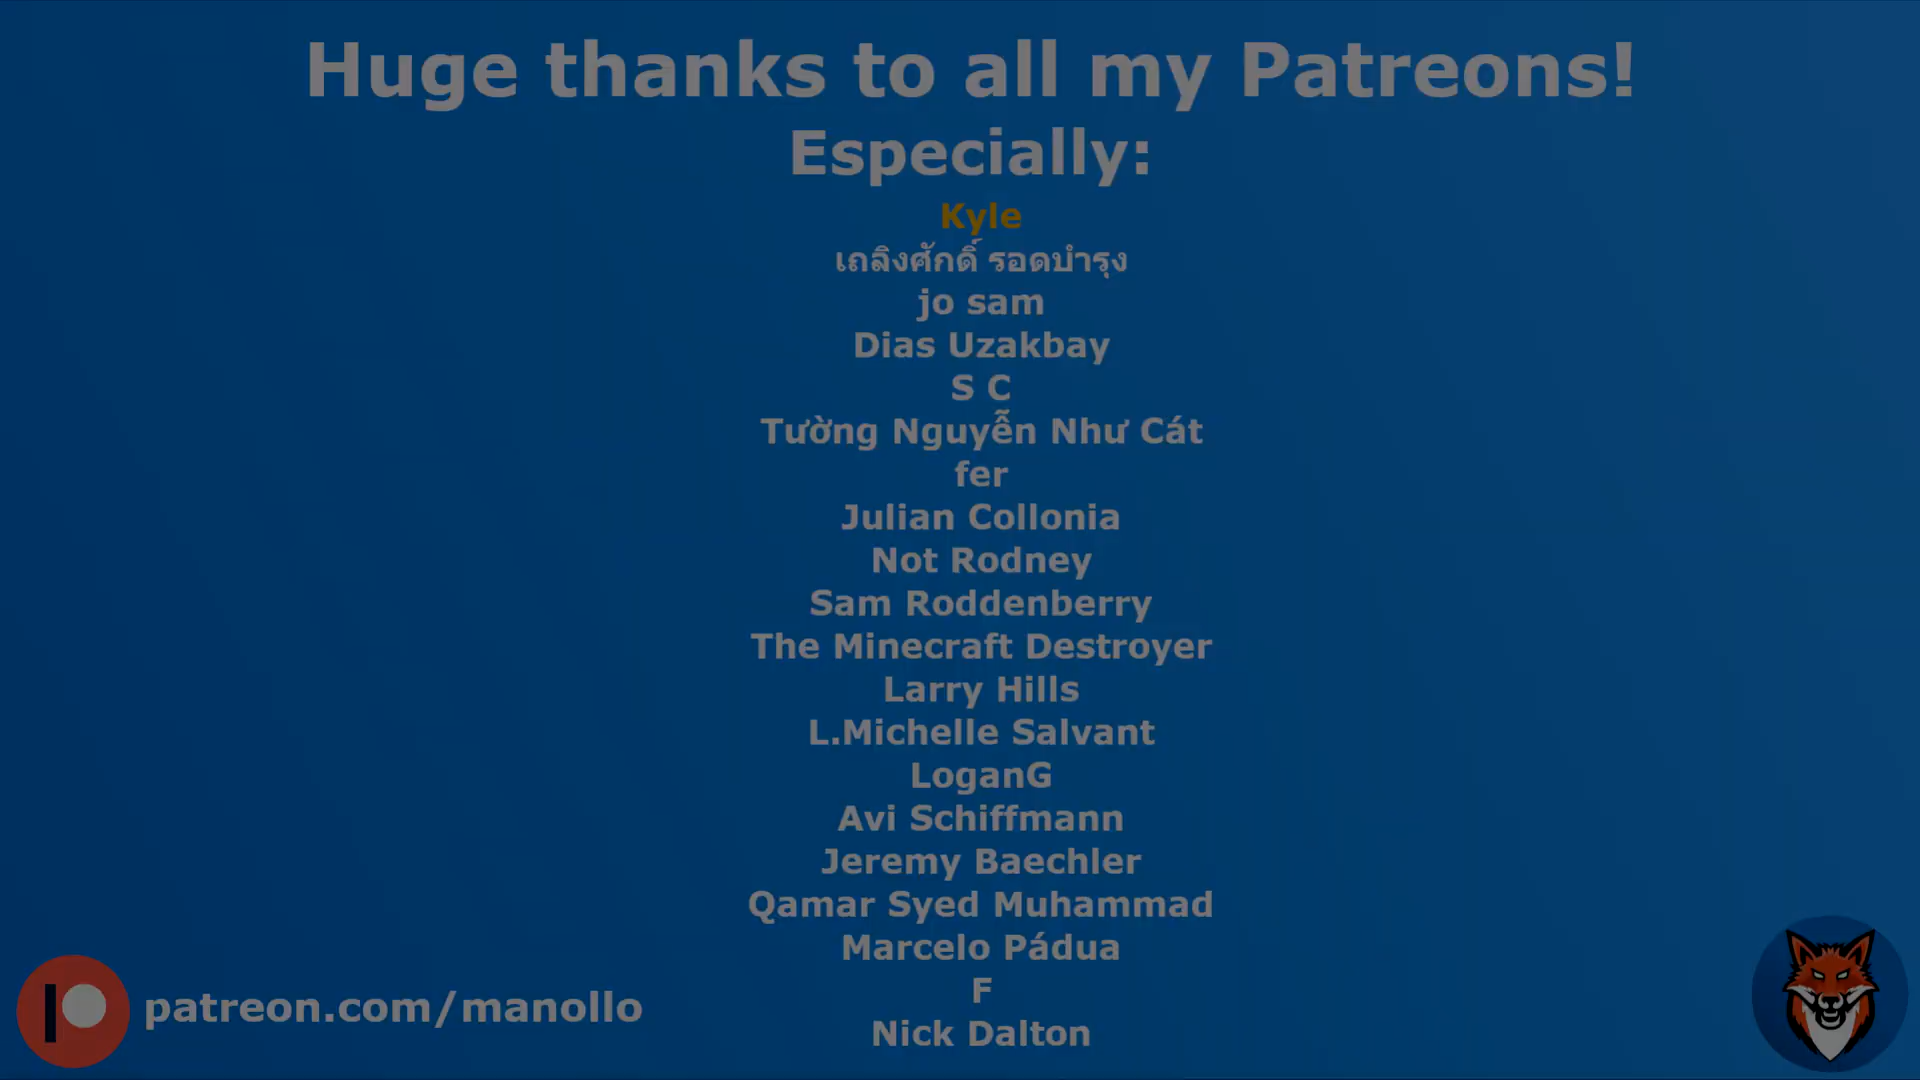 Huge thanks to all my Patreons!
Especially:
Kyle
เถลิงศักดิ์ รอดบำรุง
jo sam
Dias Uzakbay
S C
Tường Nguyễn Như Cát
fer
Julian Collonia
Not Rodney
Sam Roddenberry
The Minecraft Destroyer
Larry Hills
L.Michelle Salvant
LoganG
Avi Schiffmann
Jeremy Baechler
Qamar Syed Muhammad
Marcelo Pádua
F
Nick Dalton
patreon.com/manollo